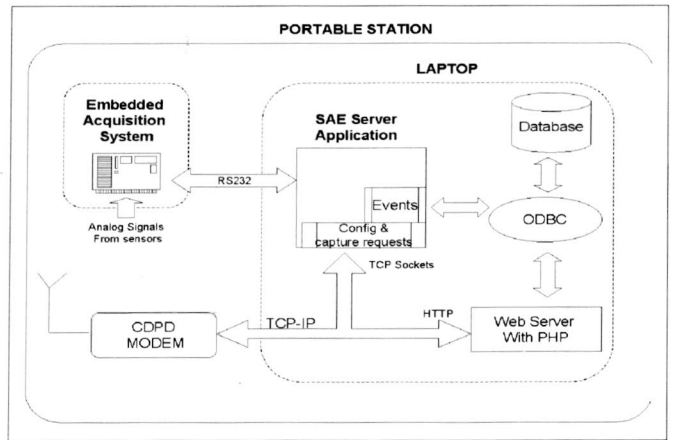 PORTABLE STATION
LAPTOP
Embedded
Acquisition
System
SAE Server
Application
Database
RS232
Events
ODBC
Config &
capture requests
Analog Signals
From sensors
TCP Sockets
CDPD
MODEM
TCP-IP
HTTP
Web Server
With PHP